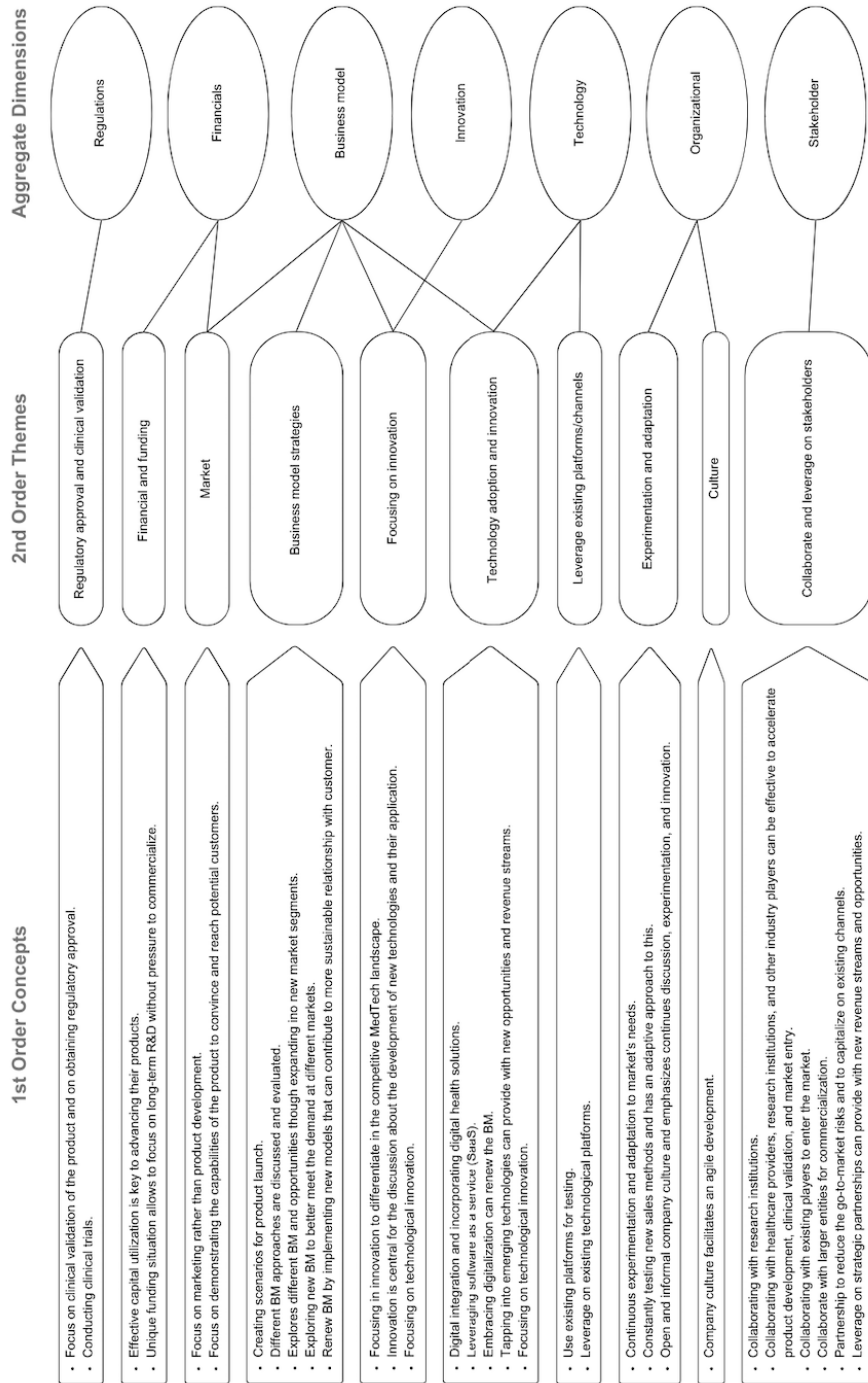 1st Order Concepts
2nd Order Themes
Aggregate Dimensions
• Focus on clinical validation of the product and on obtaining regulatory approval.
• Conducting clinical trials.
Regulatory approval and clinical validation
Regulations
• Effective capital utilization is key to advancing their products.
• Unique funding situation allows to focus on long-term R&D without pressure to commercialize.
Financial and funding
Financials
• Focus on marketing rather than product development.
• Focus on demonstrating the capabilities of the product to convince and reach potential customers.
Market
• Creating scenarios for product launch.
• Different BM approaches are discussed and evaluated.
• Explores different BM and opportunities though expanding ino new market segments.
• Exploring new BM to better meet the demand at different markets.
• Renew BM by implementing new models that can contribute to more sustainable relationship with customer.
Business model strategies
Business model
• Focusing in innovation to differentiate in the competitive MedTech landscape.
• Innovation is central for the discussion about the development of new technologies and their application.
• Focusing on technological innovation.
Focusing on innovation
Innovation
• Digital integration and incorporating digital health solutions.
• Leveraging software as a service (SaaS).
• Embracing digitalization can renew the BM.
• Tapping into emerging technologies can provide with new opportunities and revenue streams.
• Focusing on technological innovation.
Technology adoption and innovation
Technology
• Use existing platforms for testing.
• Leverage on existing technological platforms.
Leverage existing platforms/channels
• Continuous experimentation and adaptation to market's needs.
• Constantly testing new sales methods and has an adaptive approach to this.
• Open and informal company culture and emphasizes continues discussion, experimentation, and innovation.
Experimentation and adaptation
Organizational
• Company culture facilitates an agile development.
Culture
• Collaborating with research institutions.
• Collaborating with healthcare providers, research institutions, and other industry players can be effective to accelerate
product development, clinical validation, and market entry.
• Collaborating with existing players to enter the market.
• Collaborate with larger entities for commercialization.
• Partnership to reduce the go-to-market risks and to capitalize on existing channels.
• Leverage on strategic partnerships can provide with new revenue streams and opportunities.
Collaborate and leverage on stakeholders
Stakeholder